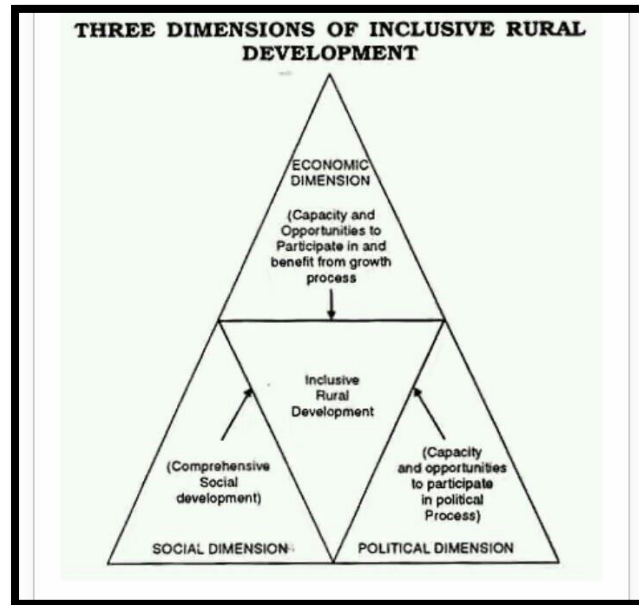 THREE DIMENSIONS OF INCLUSIVE RURAL
DEVELOPMENT
ECONOMIC
DIMENSION
(Capacity and
Opportunities to
Participate in and
benefit from growth
process
Inclusive
Rural
Development
(Comprehensive
Social
development)
(Capacity
and opportunities
to participate
in political
Process)
SOCIAL DIMENSION
POLITICAL DIMENSION